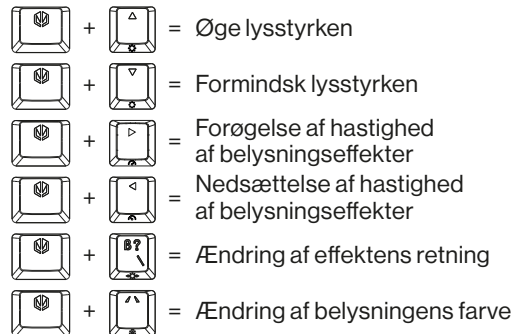 + = Øge lysstyrken
+ = Formindsk lysstyrken
+ = Forøgelse af hastighed
af belysningseffekter
+ = Nedsættelse af hastighed
af belysningseffekter
+ ß? \ = Ændring af effektens retning
+ = Ændring af belysningens farve